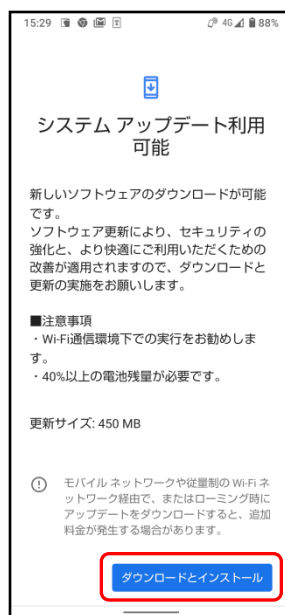 15:29 4G 88%
システム アップデート利用
可能
新しいソフトウェアのダウンロードが可能
です。
ソフトウェア更新により、セキュリティの
強化と、より快適にご利用いただくための
改善が適用されますので、ダウンロードと
更新の実施をお願いします。
■注意事項
・Wi-Fi通信環境下での実行をお勧めしま
す。
・40%以上の電池残量が必要です。
更新サイズ: 450 MB
モバイル ネットワークや従量制の Wi-Fi ネ
ットワーク経由で、またはローミング時に
アップデートをダウンロードすると、追加
料金が発生する場合があります。
ダウンロードとインストール